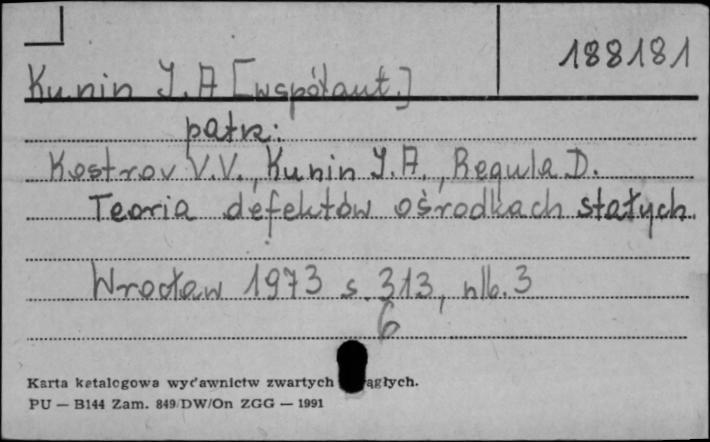 188181
Kunin I.A [współaut.]
patrz:
Kostrov V.V., Kunin I.A., Regula D.
Teoria defektów ośrodkach stałych.
Wrocław 1973 s. 313, nlb. 3
6
Karta katalogowa wydawnictw zwartych ągłych.
PU — B144 Zam. 849/DW/On ZGG — 1991